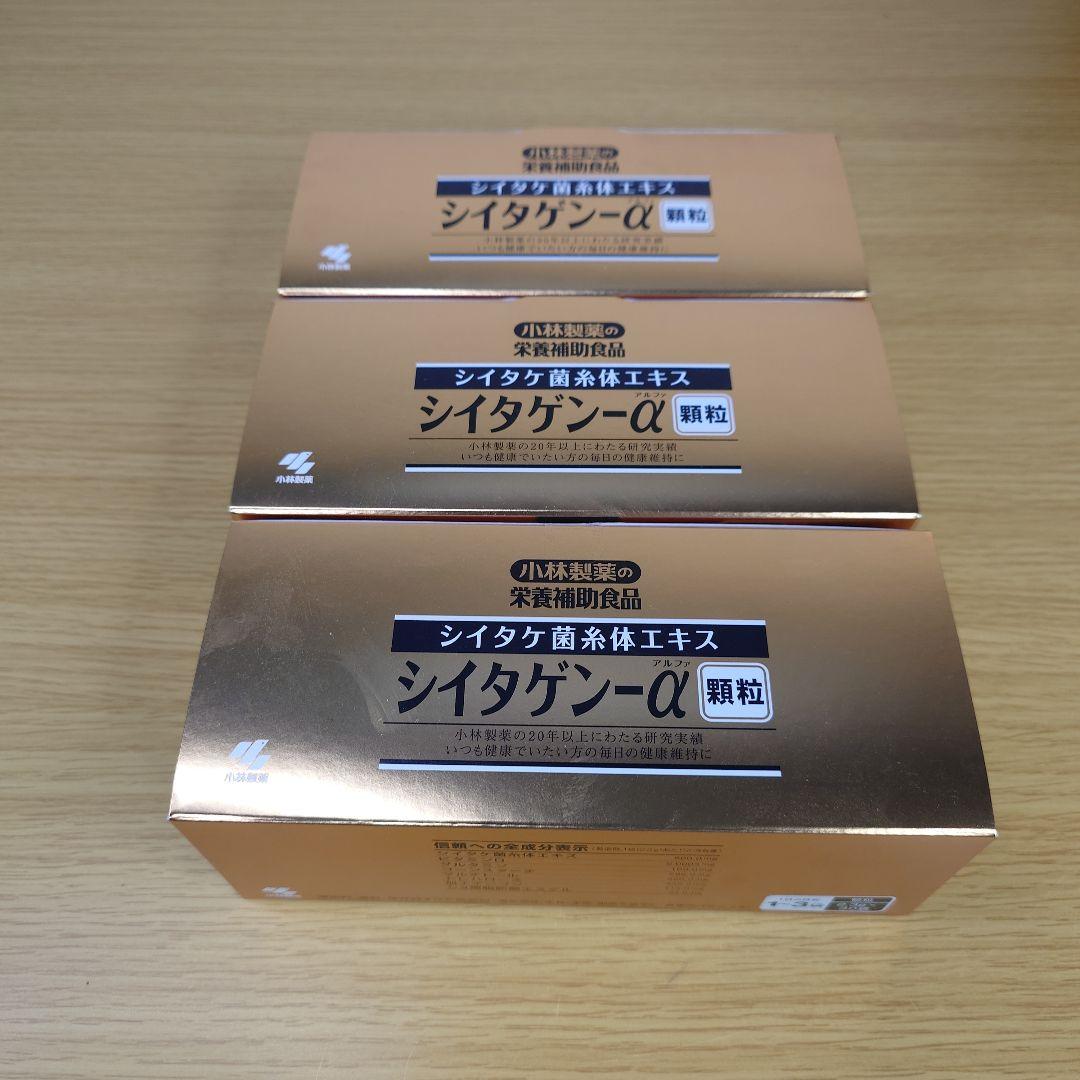 小林製薬の
栄養補助食品
シイタケ菌糸体エキス
シイタゲン-α 顆粒
小林製薬の20年以上にわたる研究実績
いつも健康でいたい方の毎日の健康維持に
小林製薬
小林製薬の
栄養補助食品
シイタケ菌糸体エキス
アルファ
シイタゲン-α 顆粒
小林製薬の20年以上にわたる研究実績
いつも健康でいたい方の毎日の健康維持に
小林製薬
小林製薬の
栄養補助食品
シイタケ菌糸体エキス
アルファ
シイタゲン-α 顆粒
小林製薬の20年以上にわたる研究実績
いつも健康でいたい方の毎日の健康維持に
小林製薬
信頼への全成分表示
シイタケ菌糸体エキス
小林製薬